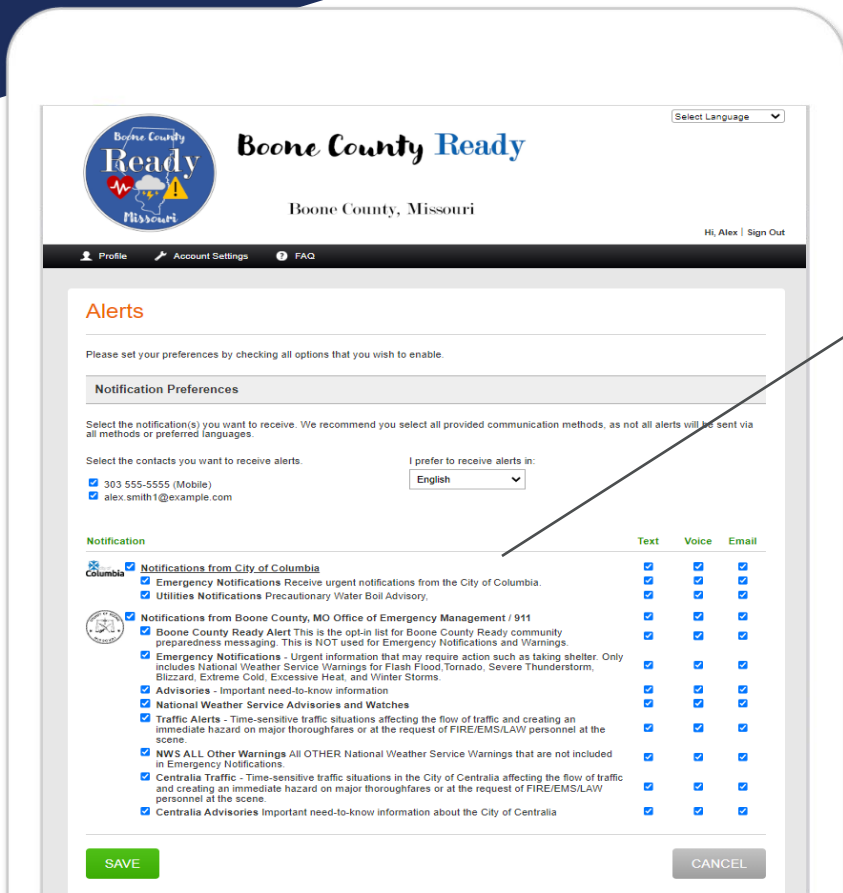 Select Language
Boone County
Ready
Missouri
Boone County Ready
Boone County, Missouri
Hi, Alex | Sign Out
Profile
Account Settings
FAQ
Alerts
Please set your preferences by checking all options that you wish to enable.
Notification Preferences
Select the notification(s) you want to receive. We recommend you select all provided communication methods, as not all alerts will be sent via
all methods or preferred languages.
Select the contacts you want to receive alerts.
I prefer to receive alerts in:
303 555-5555 (Mobile)
English
alex.smith1@example.com
Notification Text Voice Email
Columbia
Notifications from City of Columbia
Emergency Notifications Receive urgent notifications from the City of Columbia.
Utilities Notifications Precautionary Water Boil Advisory,
Notifications from Boone County, MO Office of Emergency Management / 911
Boone County Ready Alert This is the opt-in list for Boone County Ready community
preparedness messaging. This is NOT used for Emergency Notifications and Warnings.
Emergency Notifications - Urgent information that may require action such as taking shelter. Only
includes National Weather Service Warnings for Flash Flood,Tornado, Severe Thunderstorm,
Blizzard, Extreme Cold, Excessive Heat, and Winter Storms.
Advisories - Important need-to-know information
National Weather Service Advisories and Watches
Traffic Alerts - Time-sensitive traffic situations affecting the flow of traffic and creating an
immediate hazard on major thoroughfares or at the request of FIRE/EMS/LAW personnel at the
scene.
NWS ALL Other Warnings All OTHER National Weather Service Warnings that are not included
in Emergency Notifications.
Centralia Traffic - Time-sensitive traffic situations in the City of Centralia affecting the flow of traffic
and creating an immediate hazard on major thoroughfares or at the request of FIRE/EMS/LAW
personnel at the scene.
Centralia Advisories Important need-to-know information about the City of Centralia
SAVE
CANCEL